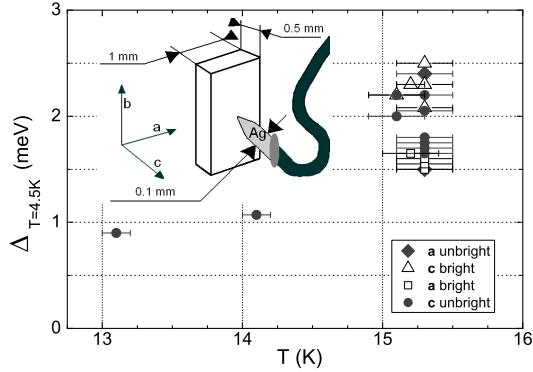 3
2
1
0
13
14
15
16
Δ T=4.5K (meV)
T (K)
0.5 mm
1 mm
b
a
c
Ag
0.1 mm
a unbright
c bright
a bright
c unbright